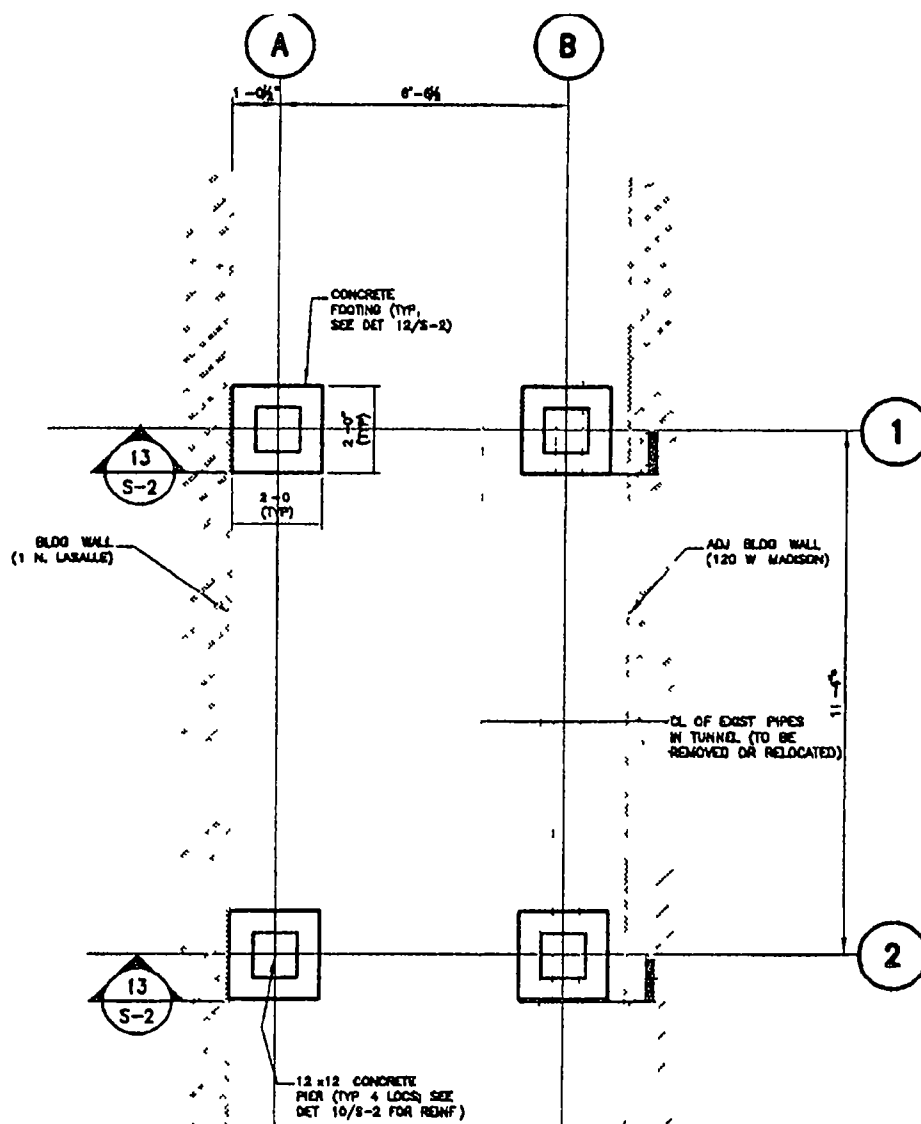 A
B
1'-0½"
6'-6½
CONCRETE
FOOTING (TYP,
SEE DET 12/S-2)
2'-0"
(TYP)
1
13
S-2
2-0
(TYP)
BLDG WALL
(1 N. LASALLE)
ADJ BLDG WALL
(120 W MADISON)
CL OF EXIST PIPES
IN TUNNEL (TO BE
REMOVED OR RELOCATED)
2
13
S-2
12 x12 CONCRETE
PIER (TYP 4 LOCS; SEE
DET 10/S-2 FOR REINF)